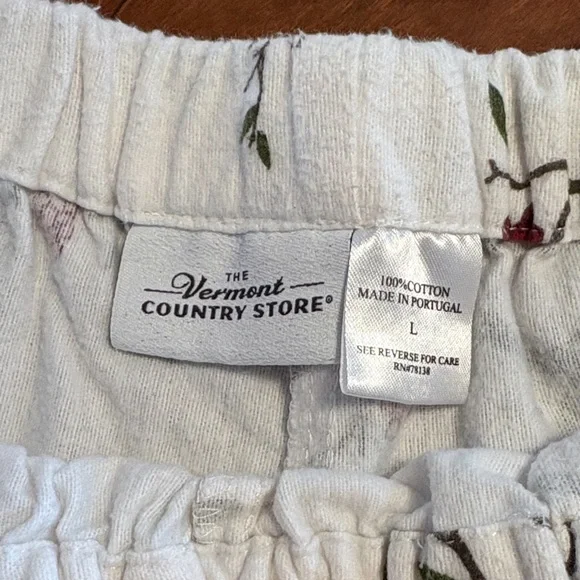 THE
Vermont
COUNTRY STORE®
100%COTTON
MADE IN PORTUGAL
L
SEE REVERSE FOR CARE
RN#78138